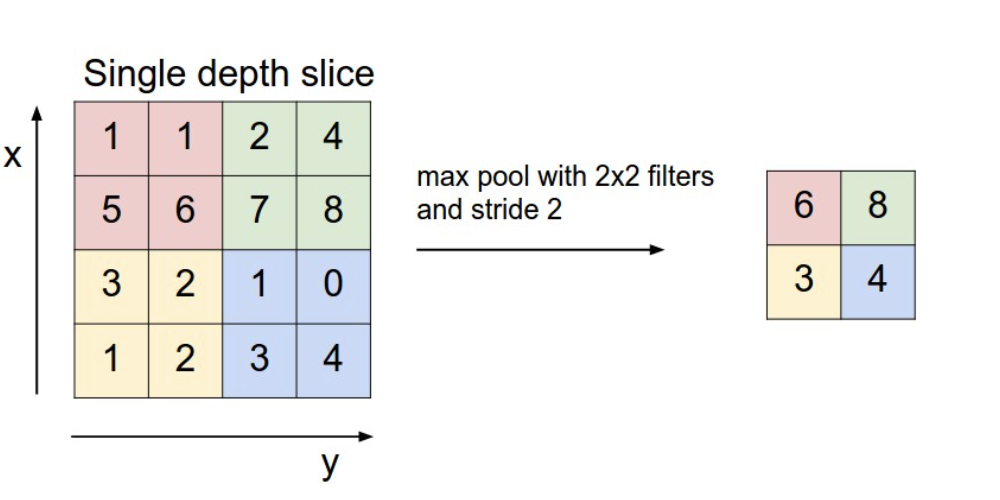 Single depth slice
x
1 1 2 4
5 6 7 8
3 2 1 0
1 2 3 4
y
max pool with 2x2 filters
and stride 2
6 8
3 4